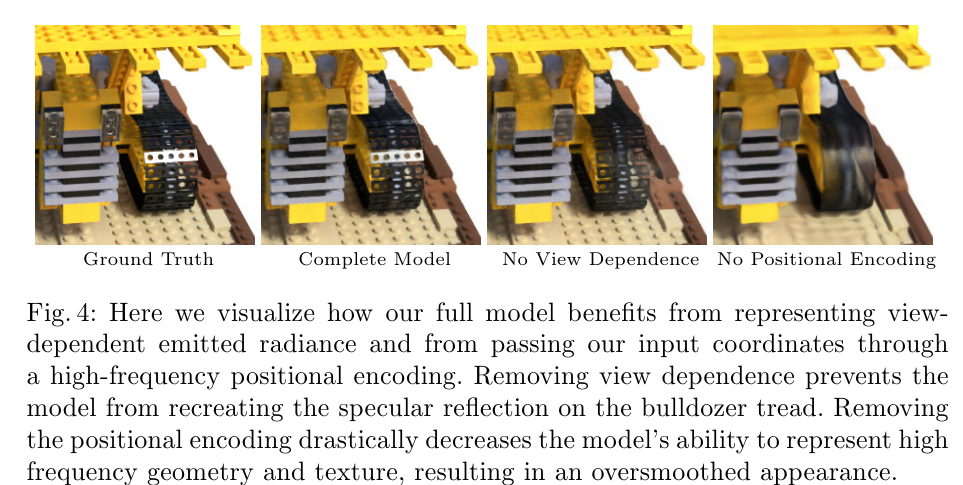 Ground Truth
Complete Model
No View Dependence
No Positional Encoding
Fig. 4: Here we visualize how our full model benefits from representing view-
dependent emitted radiance and from passing our input coordinates through
a high-frequency positional encoding. Removing view dependence prevents the
model from recreating the specular reflection on the bulldozer tread. Removing
the positional encoding drastically decreases the model’s ability to represent high
frequency geometry and texture, resulting in an oversmoothed appearance.